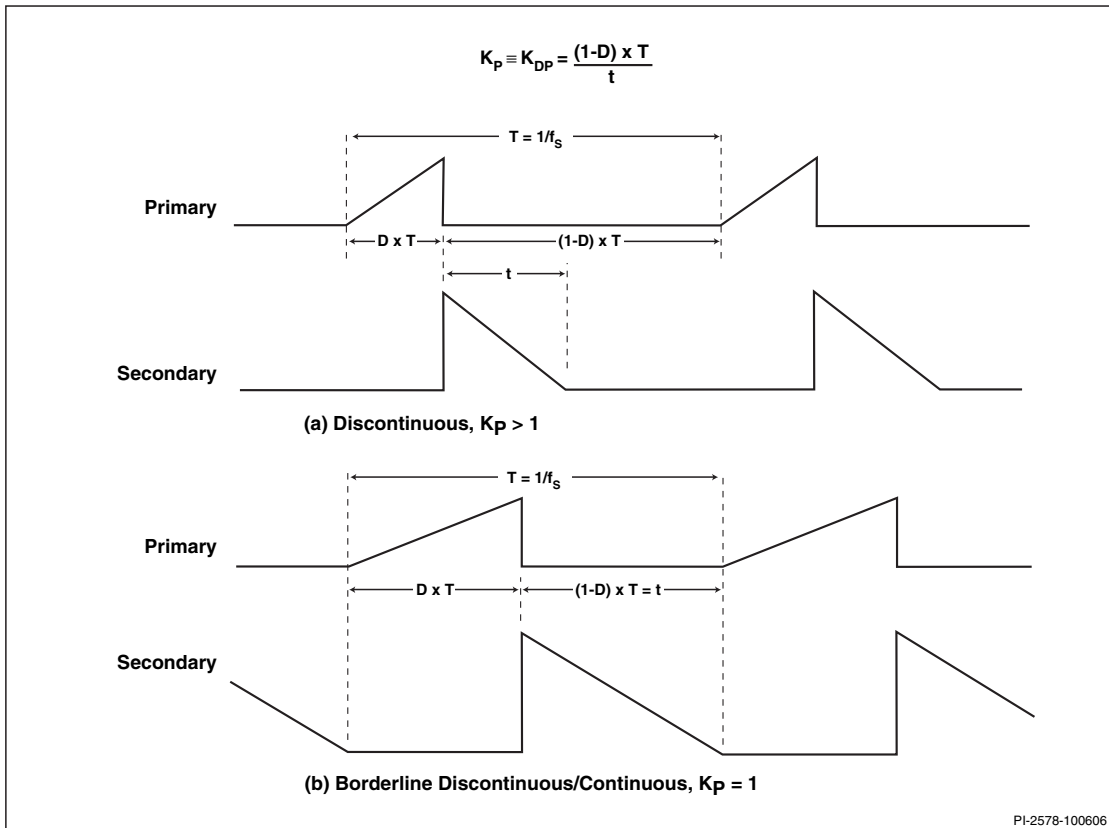 K_P ≡ K_DP = (1-D) x T / t
T = 1/f_S
Primary
D x T
(1-D) x T
t
Secondary
(a) Discontinuous, K_P > 1
T = 1/f_S
Primary
D x T
(1-D) x T = t
Secondary
(b) Borderline Discontinuous/Continuous, K_P = 1
PI-2578-100606